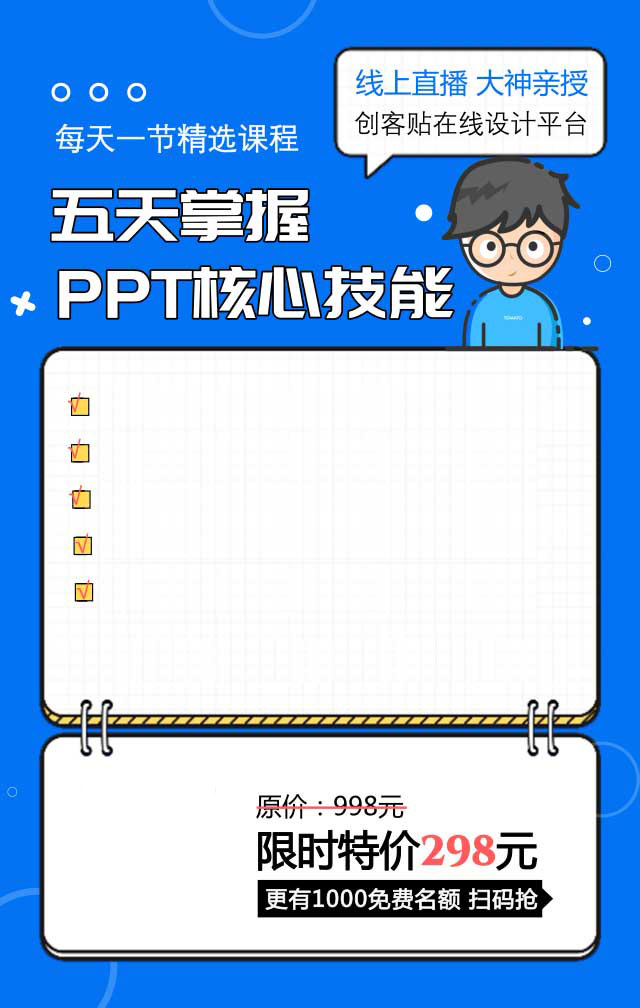 线上直播 大神亲授
创客贴在线设计平台
每天一节精选课程
五天掌握
PPT核心技能
TOMATO
原价：998元
限时特价298元
更有1000免费名额 扫码抢